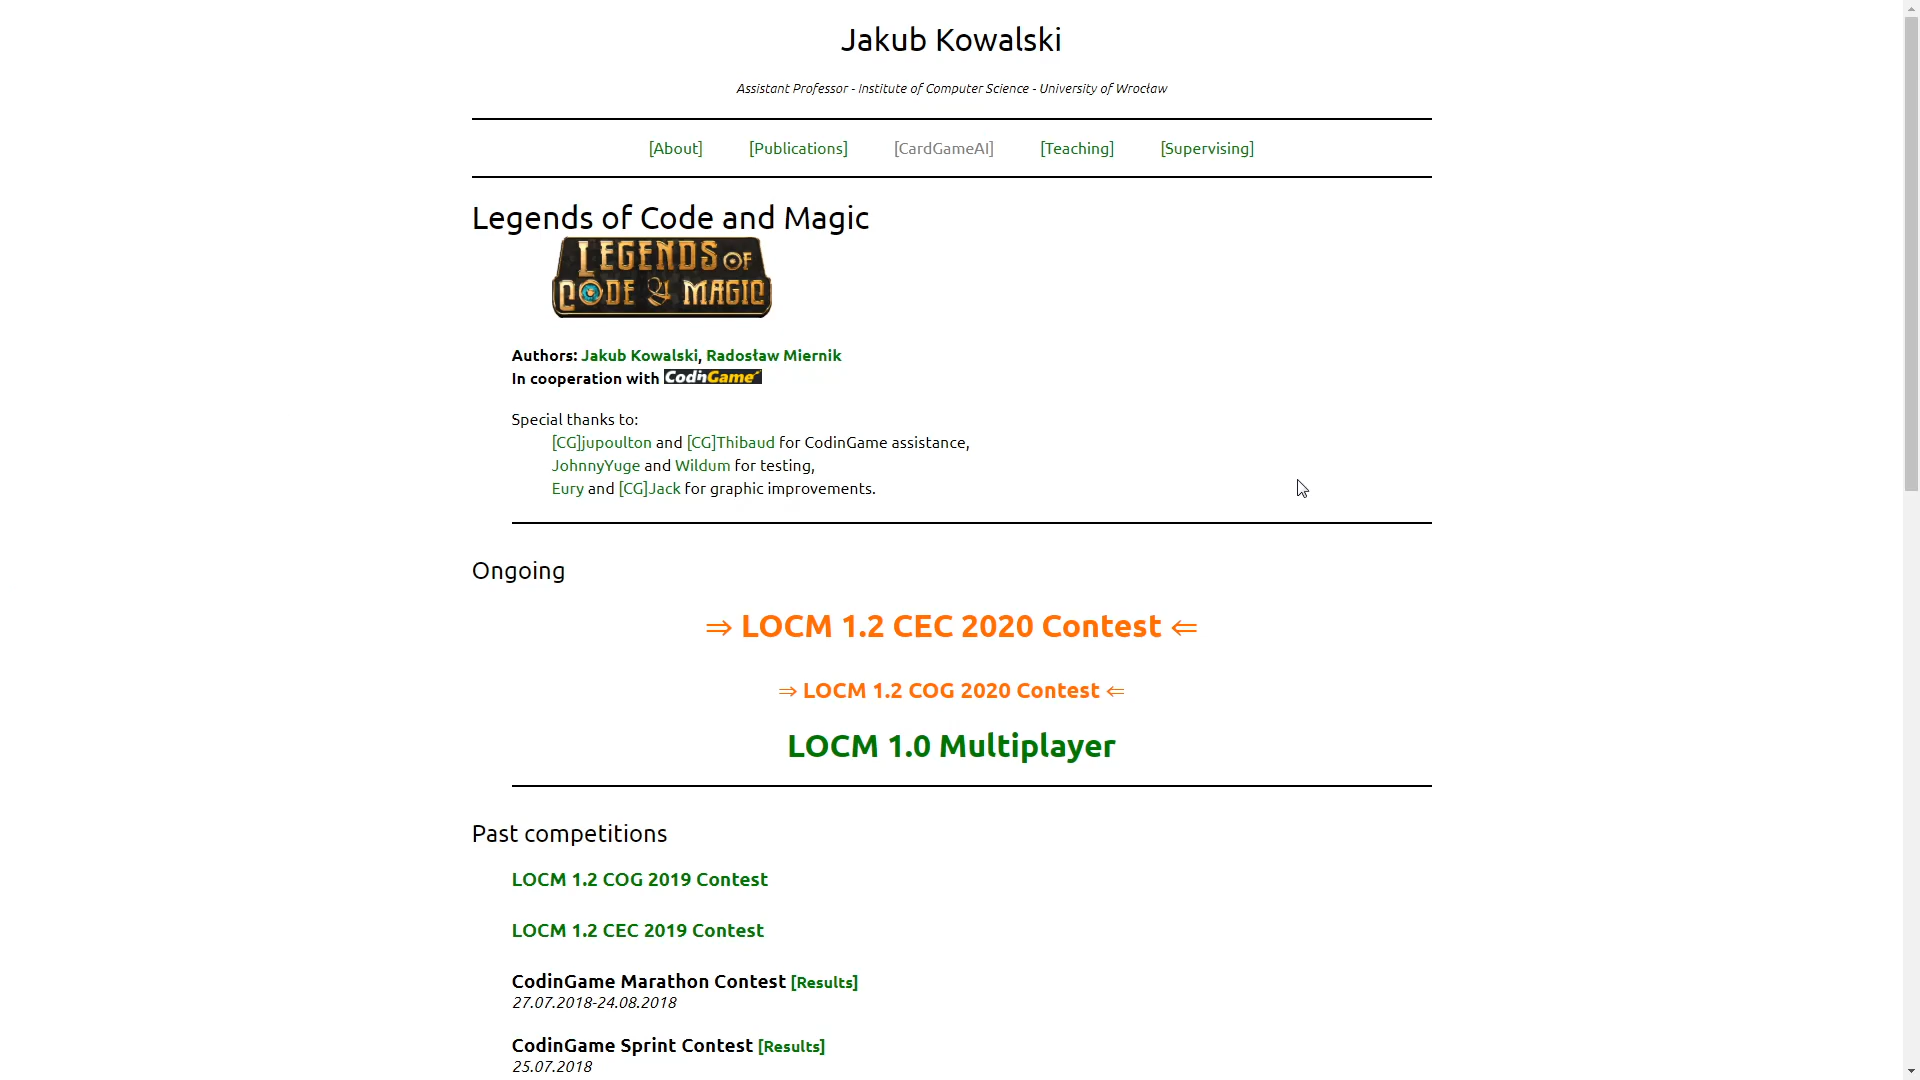 Jakub Kowalski
Assistant Professor - Institute of Computer Science - University of Wrocław
[About] [Publications] [CardGameAI] [Teaching] [Supervising]
Legends of Code and Magic
LEGENDS OF
CODE & MAGIC
Authors: Jakub Kowalski, Radosław Miernik
In cooperation with CodinGame
Special thanks to:
[CG]jupoulton and [CG]Thibaud for CodinGame assistance,
JohnnyYuge and Wildum for testing,
Eury and [CG]Jack for graphic improvements.
Ongoing
⇒ LOCM 1.2 CEC 2020 Contest ⇐
⇒ LOCM 1.2 COG 2020 Contest ⇐
LOCM 1.0 Multiplayer
Past competitions
LOCM 1.2 COG 2019 Contest
LOCM 1.2 CEC 2019 Contest
CodinGame Marathon Contest [Results]
27.07.2018-24.08.2018
CodinGame Sprint Contest [Results]
25.07.2018